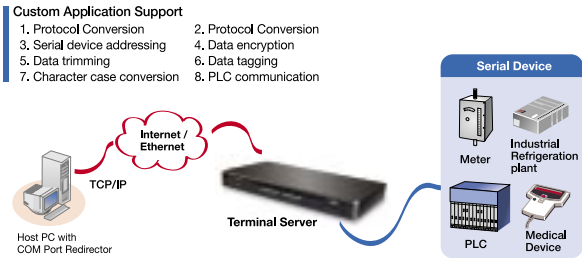 Custom Application Support
1. Protocol Conversion 2. Protocol Conversion
3. Serial device addressing 4. Data encryption
5. Data trimming 6. Data tagging
7. Character case conversion 8. PLC communication
Serial Device
Internet /
Ethernet
TCP/IP
Terminal Server
Host PC with
COM Port Redirector
Meter
Industrial
Refrigeration
plant
PLC
Medical
Device